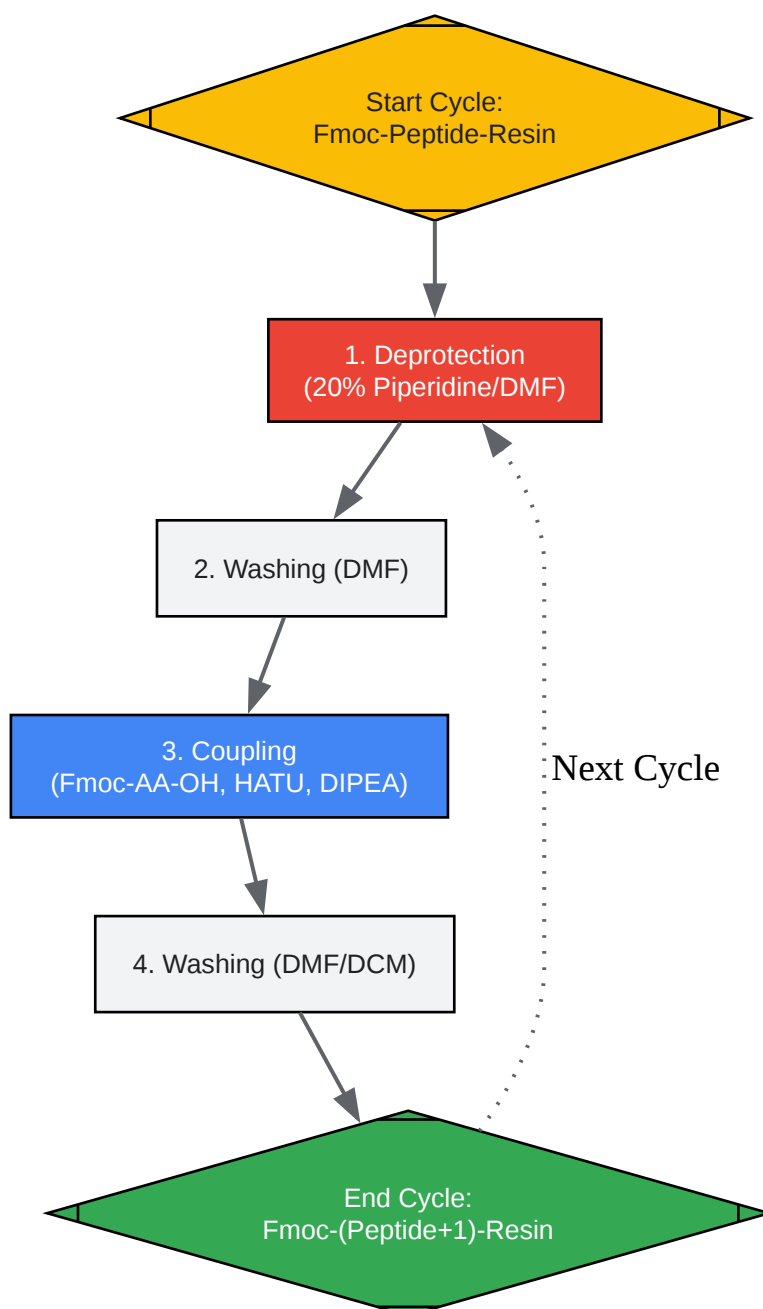 Start Cycle:
Fmoc-Peptide-Resin
1. Deprotection
(20% Piperidine/DMF)
2. Washing (DMF)
3. Coupling
(Fmoc-AA-OH, HATU, DIPEA)
Next Cycle
4. Washing (DMF/DCM)
End Cycle:
Fmoc-(Peptide+1)-Resin